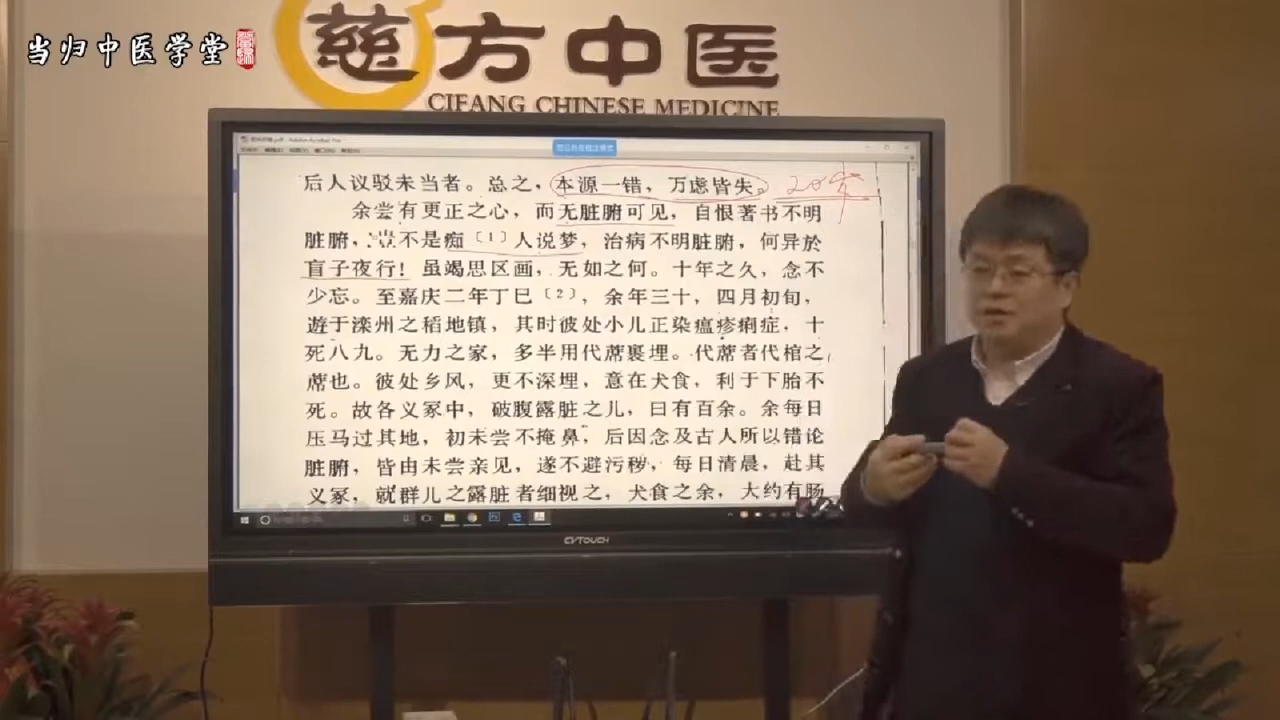 当归中医学堂
慈方中医
CIFANG CHINESE MEDICINE
后人议驳未当者。总之，本源一错，万虑皆失。20岁
余尝有更正之心，而无脏腑可见，自恨著书不明
脏腑，岂不是痴〔1〕人说梦，治病不明脏腑，何异於
盲子夜行！虽竭思区画，无如之何。十年之久，念不
少忘。至嘉庆二年丁巳〔2〕，余年三十，四月初旬，
遊于滦州之稻地镇，其时彼处小儿正染瘟疹痢症，十
死八九。无力之家，多半用代蓆裹埋。代蓆者代棺之
蓆也。彼处乡风，更不深埋，意在犬食，利于下胎不
死。故各义冢中，破腹露脏之儿，曰有百余。余每日
压马过其地，初未尝不掩鼻，后因念及古人所以错论
脏腑，皆由未尝亲见，遂不避污秽，每日清晨，赴其
义冢，就群儿之露脏者细视之，犬食之余，大约有肠
CVTOUCH